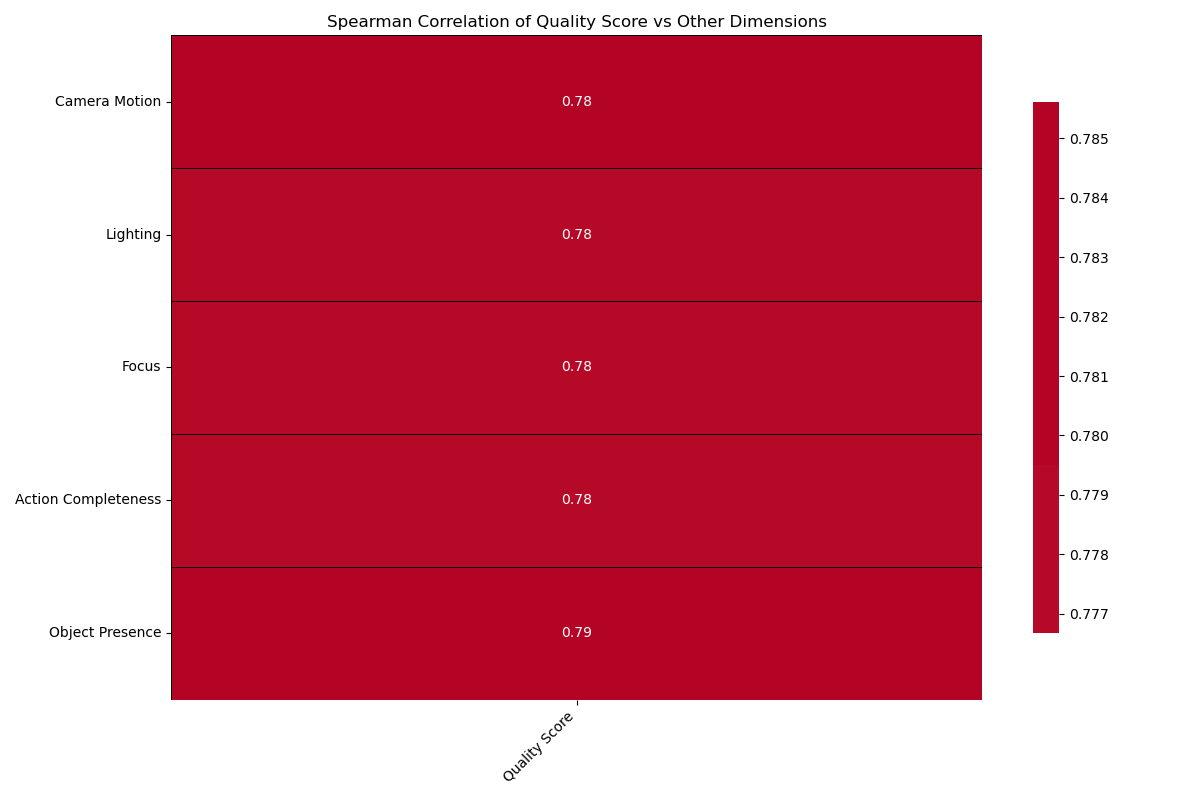 Spearman Correlation of Quality Score vs Other Dimensions
Camera Motion
0.78
Lighting
0.78
Focus
0.78
Action Completeness
0.78
Object Presence
0.79
Quality Score
0.785
0.784
0.783
0.782
0.781
0.780
0.779
0.778
0.777